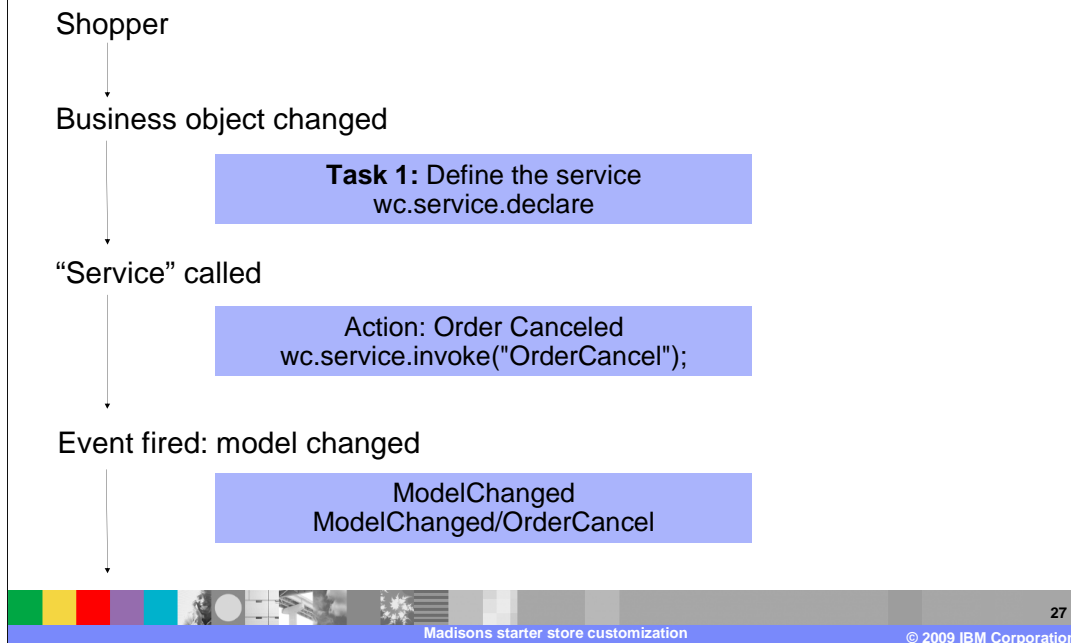 Shopper
Business object changed
Task 1: Define the service
wc.service.declare
“Service” called
Action: Order Canceled
wc.service.invoke("OrderCancel");
Event fired: model changed
ModelChanged
ModelChanged/OrderCancel
27
Madisons starter store customization
© 2009 IBM Corporation